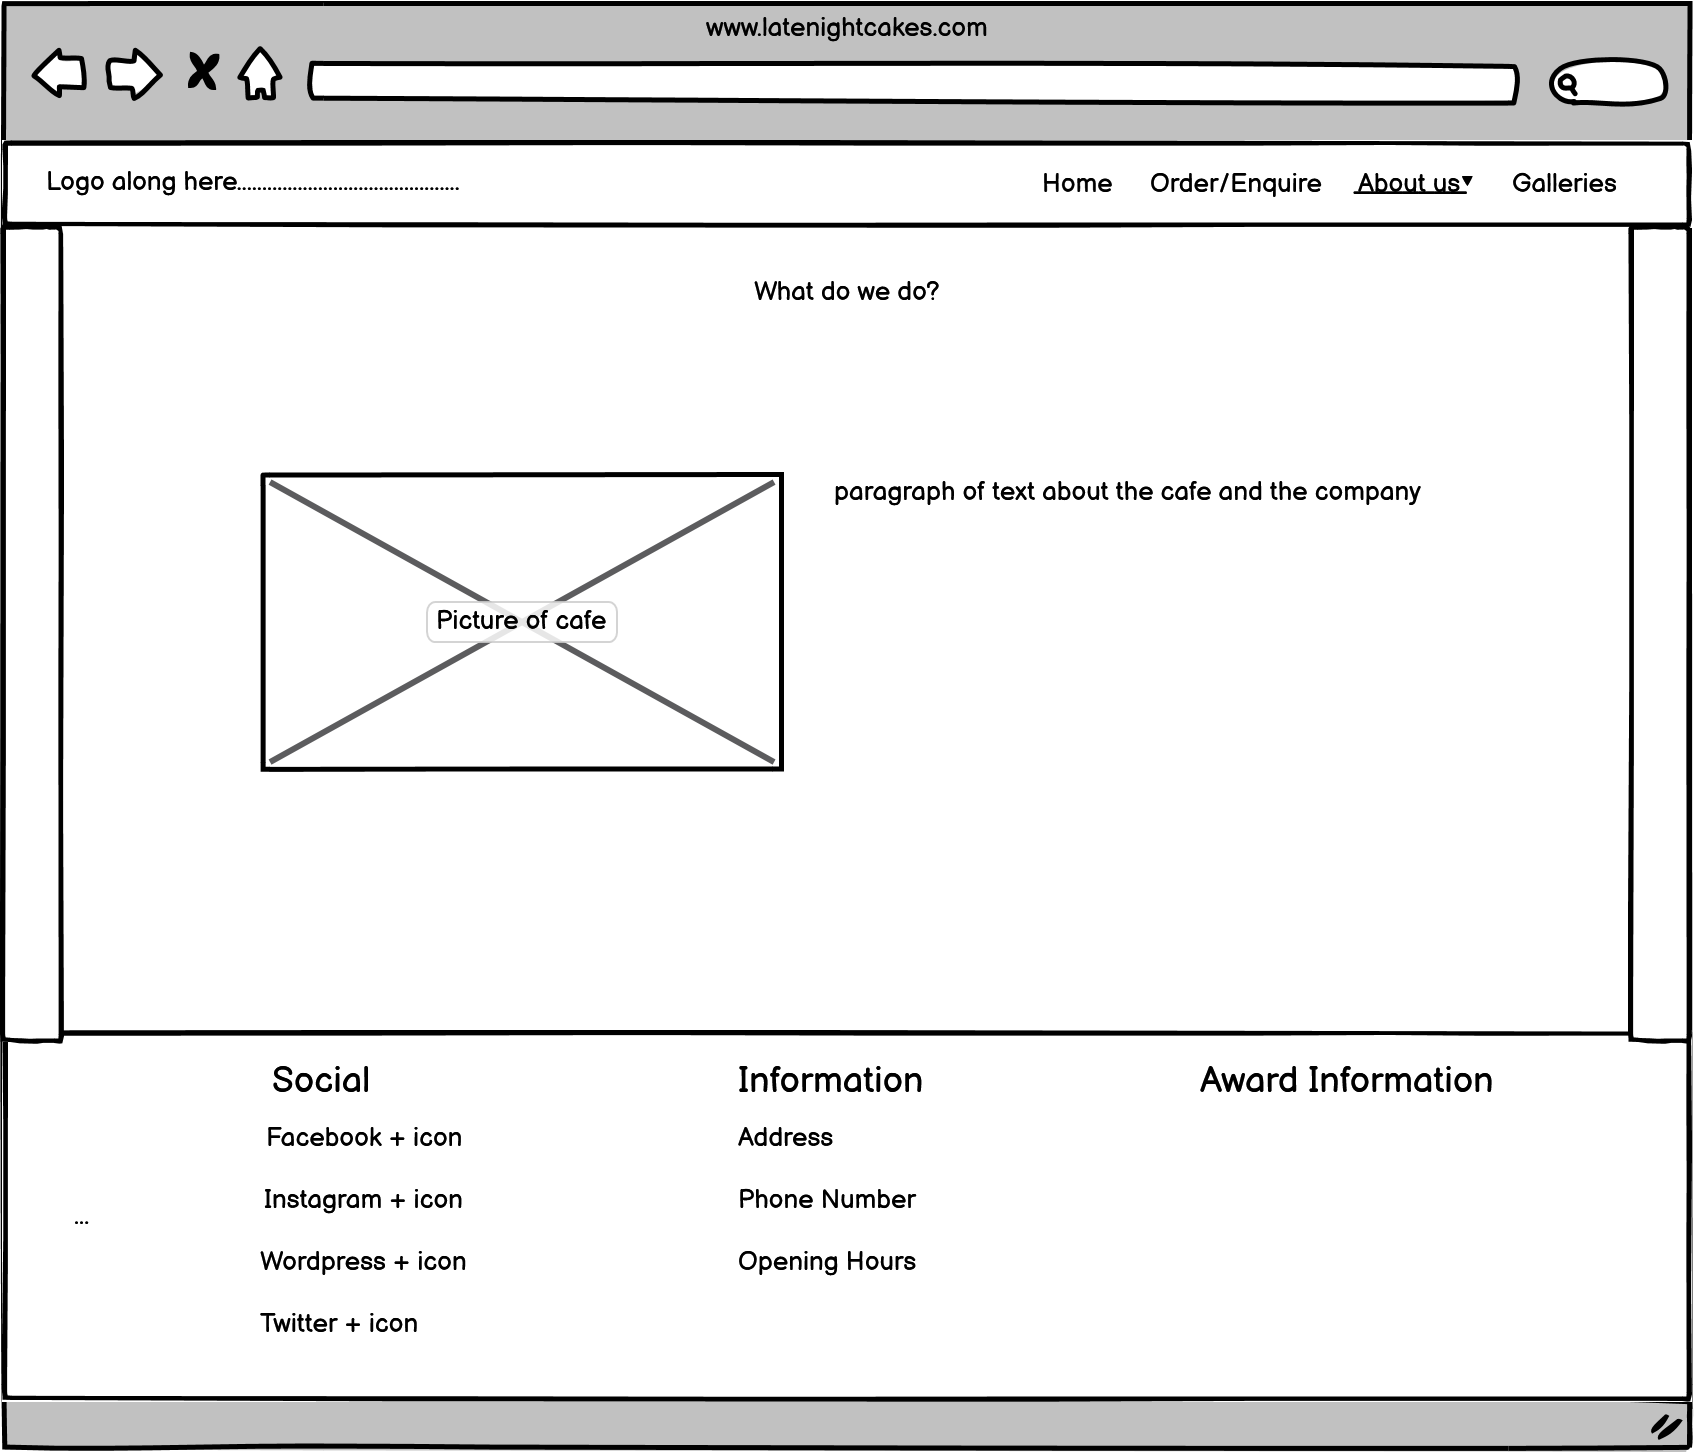 www.latenightcakes.com
Logo along here............................................
Home Order/Enquire About us▾ Galleries
What do we do?
Picture of cafe
paragraph of text about the cafe and the company
Social
Facebook + icon
Instagram + icon
Wordpress + icon
Twitter + icon
Information
Address
Phone Number
Opening Hours
Award Information
...